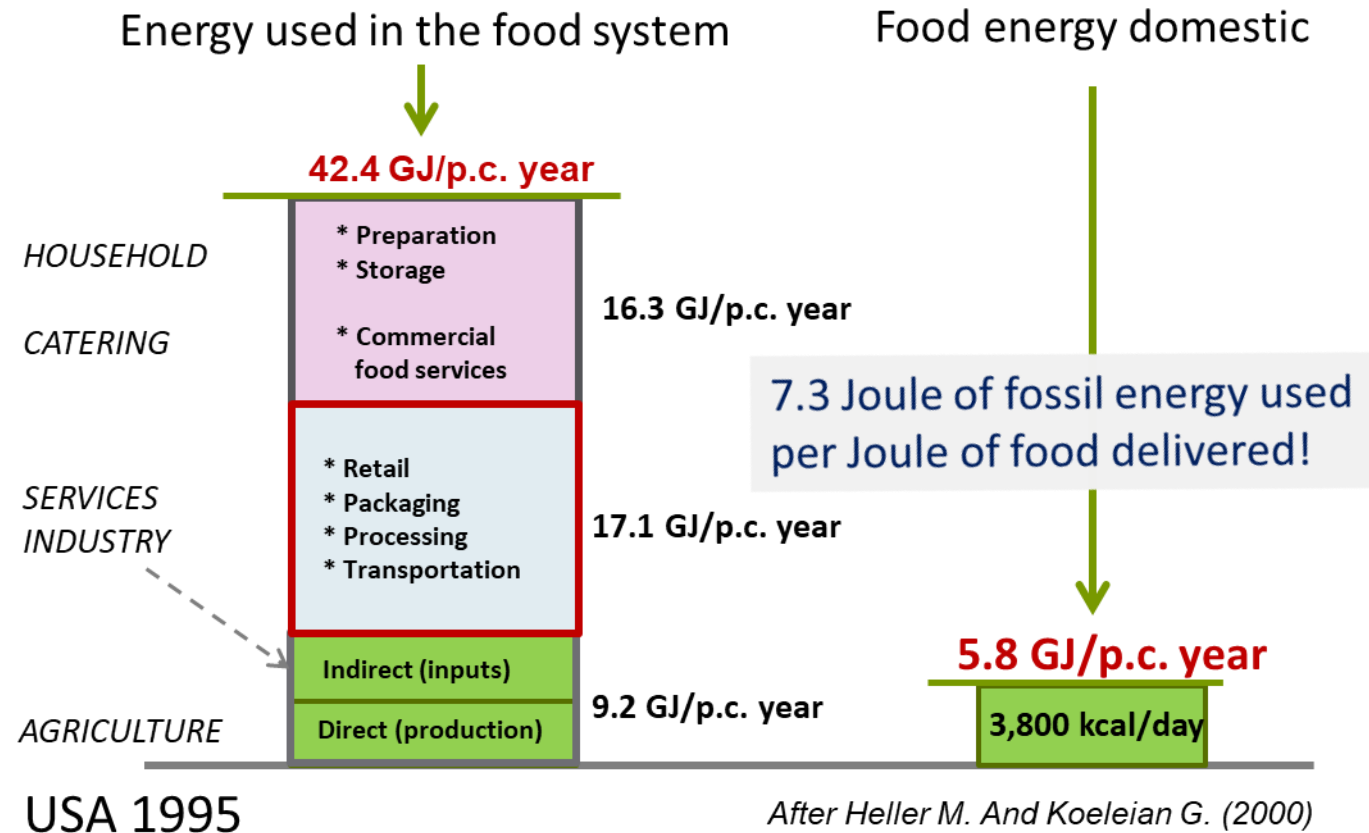 Energy used in the food system
Food energy domestic
42.4 GJ/p.c. year
HOUSEHOLD
* Preparation
* Storage
16.3 GJ/p.c. year
CATERING
* Commercial
food services
7.3 Joule of fossil energy used
per Joule of food delivered!
SERVICES
INDUSTRY
* Retail
* Packaging
* Processing
* Transportation
17.1 GJ/p.c. year
Indirect (inputs)
Direct (production)
9.2 GJ/p.c. year
AGRICULTURE
5.8 GJ/p.c. year
3,800 kcal/day
USA 1995
After Heller M. And Koeleian G. (2000)